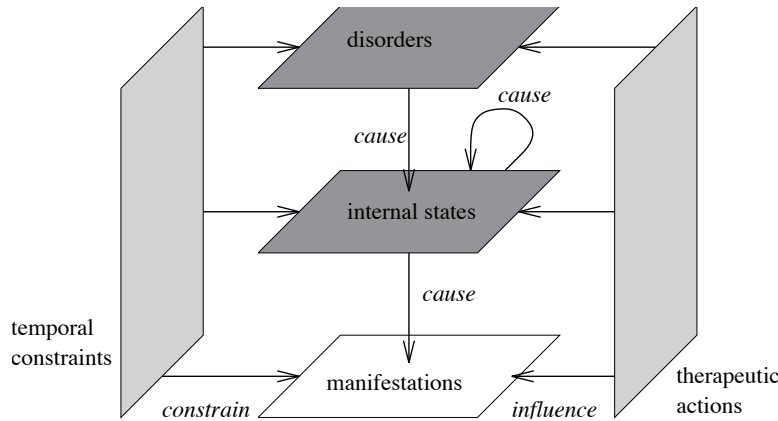 disorders
cause
cause
internal states
cause
temporal
constraints
manifestations
therapeutic
actions
constrain
influence